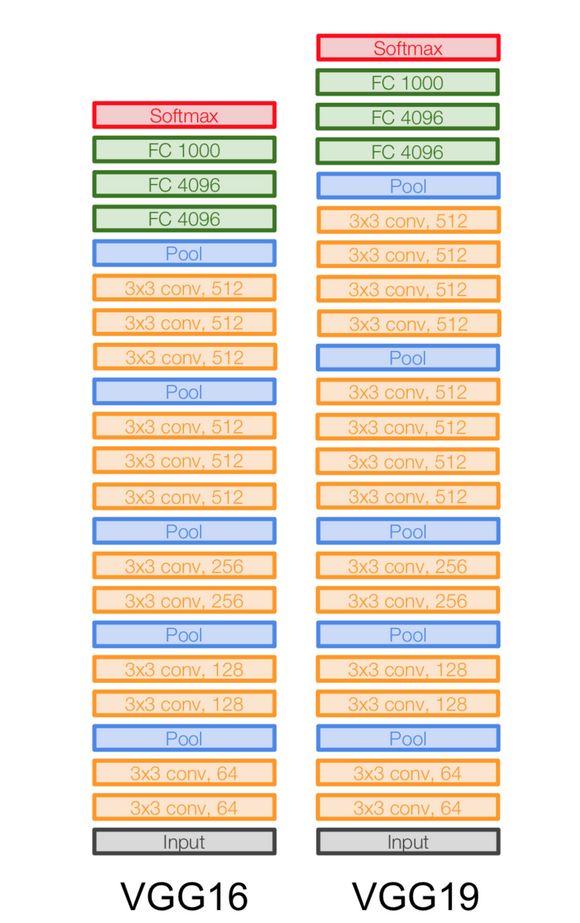 Softmax
FC 1000
FC 4096
FC 4096
Pool
3x3 conv, 512
3x3 conv, 512
3x3 conv, 512
Pool
3x3 conv, 512
3x3 conv, 512
3x3 conv, 512
Pool
3x3 conv, 256
3x3 conv, 256
Pool
3x3 conv, 128
3x3 conv, 128
Pool
3x3 conv, 64
3x3 conv, 64
Input
VGG16
Softmax
FC 1000
FC 4096
FC 4096
Pool
3x3 conv, 512
3x3 conv, 512
3x3 conv, 512
3x3 conv, 512
Pool
3x3 conv, 512
3x3 conv, 512
3x3 conv, 512
3x3 conv, 512
Pool
3x3 conv, 256
3x3 conv, 256
Pool
3x3 conv, 128
3x3 conv, 128
Pool
3x3 conv, 64
3x3 conv, 64
Input
VGG19